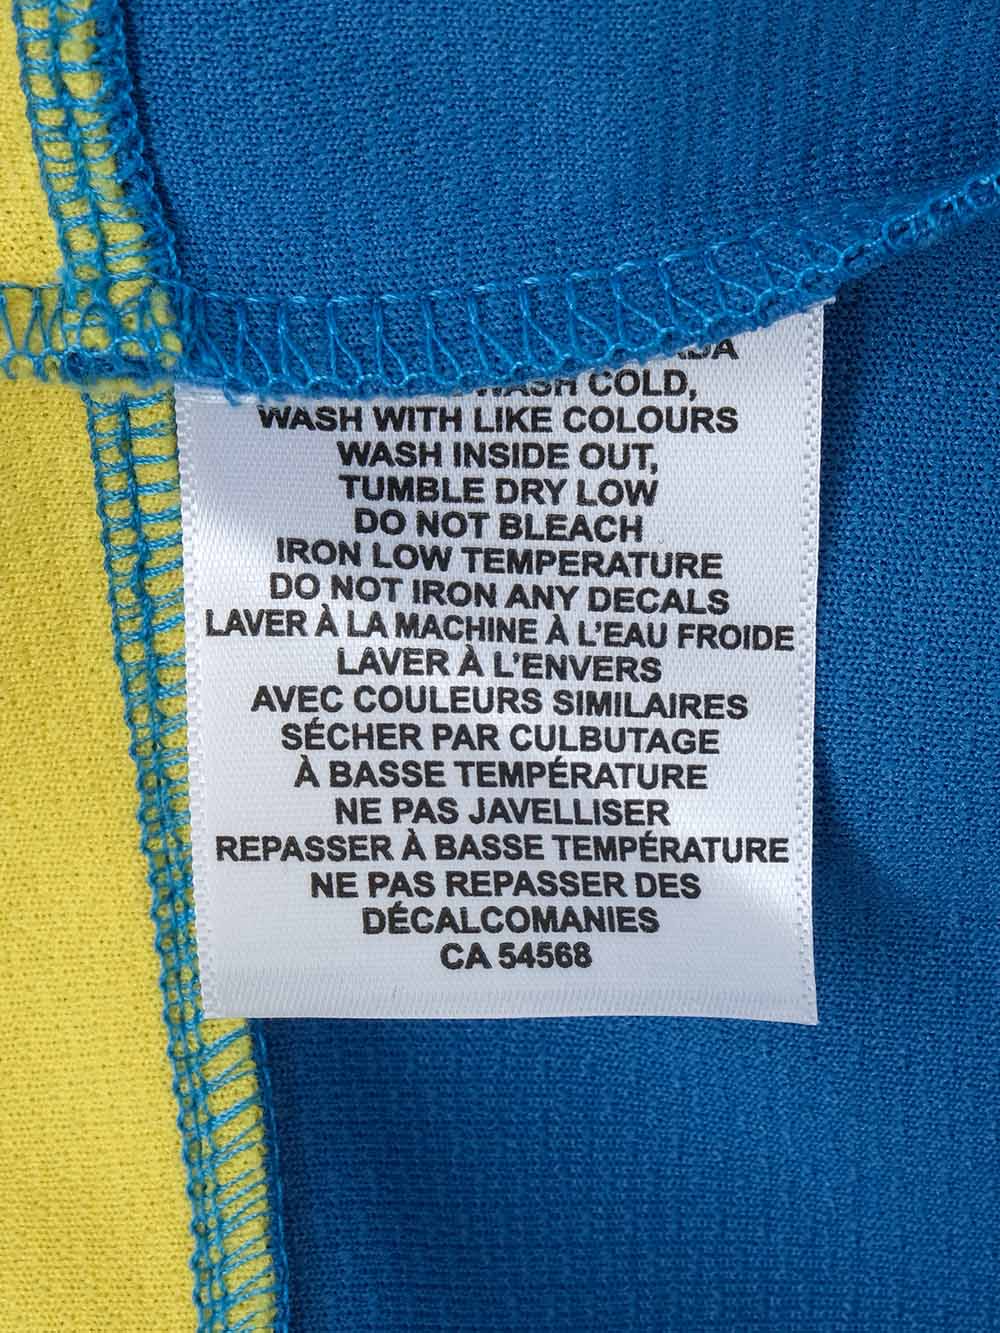 WASH COLD,
WASH WITH LIKE COLOURS
WASH INSIDE OUT,
TUMBLE DRY LOW
DO NOT BLEACH
IRON LOW TEMPERATURE
DO NOT IRON ANY DECALS
LAVER À LA MACHINE À L'EAU FROIDE
LAVER À L'ENVERS
AVEC COULEURS SIMILAIRES
SÉCHER PAR CULBUTAGE
À BASSE TEMPÉRATURE
NE PAS JAVELLISER
REPASSER À BASSE TEMPÉRATURE
NE PAS REPASSER DES
DÉCALCOMANIES
CA 54568